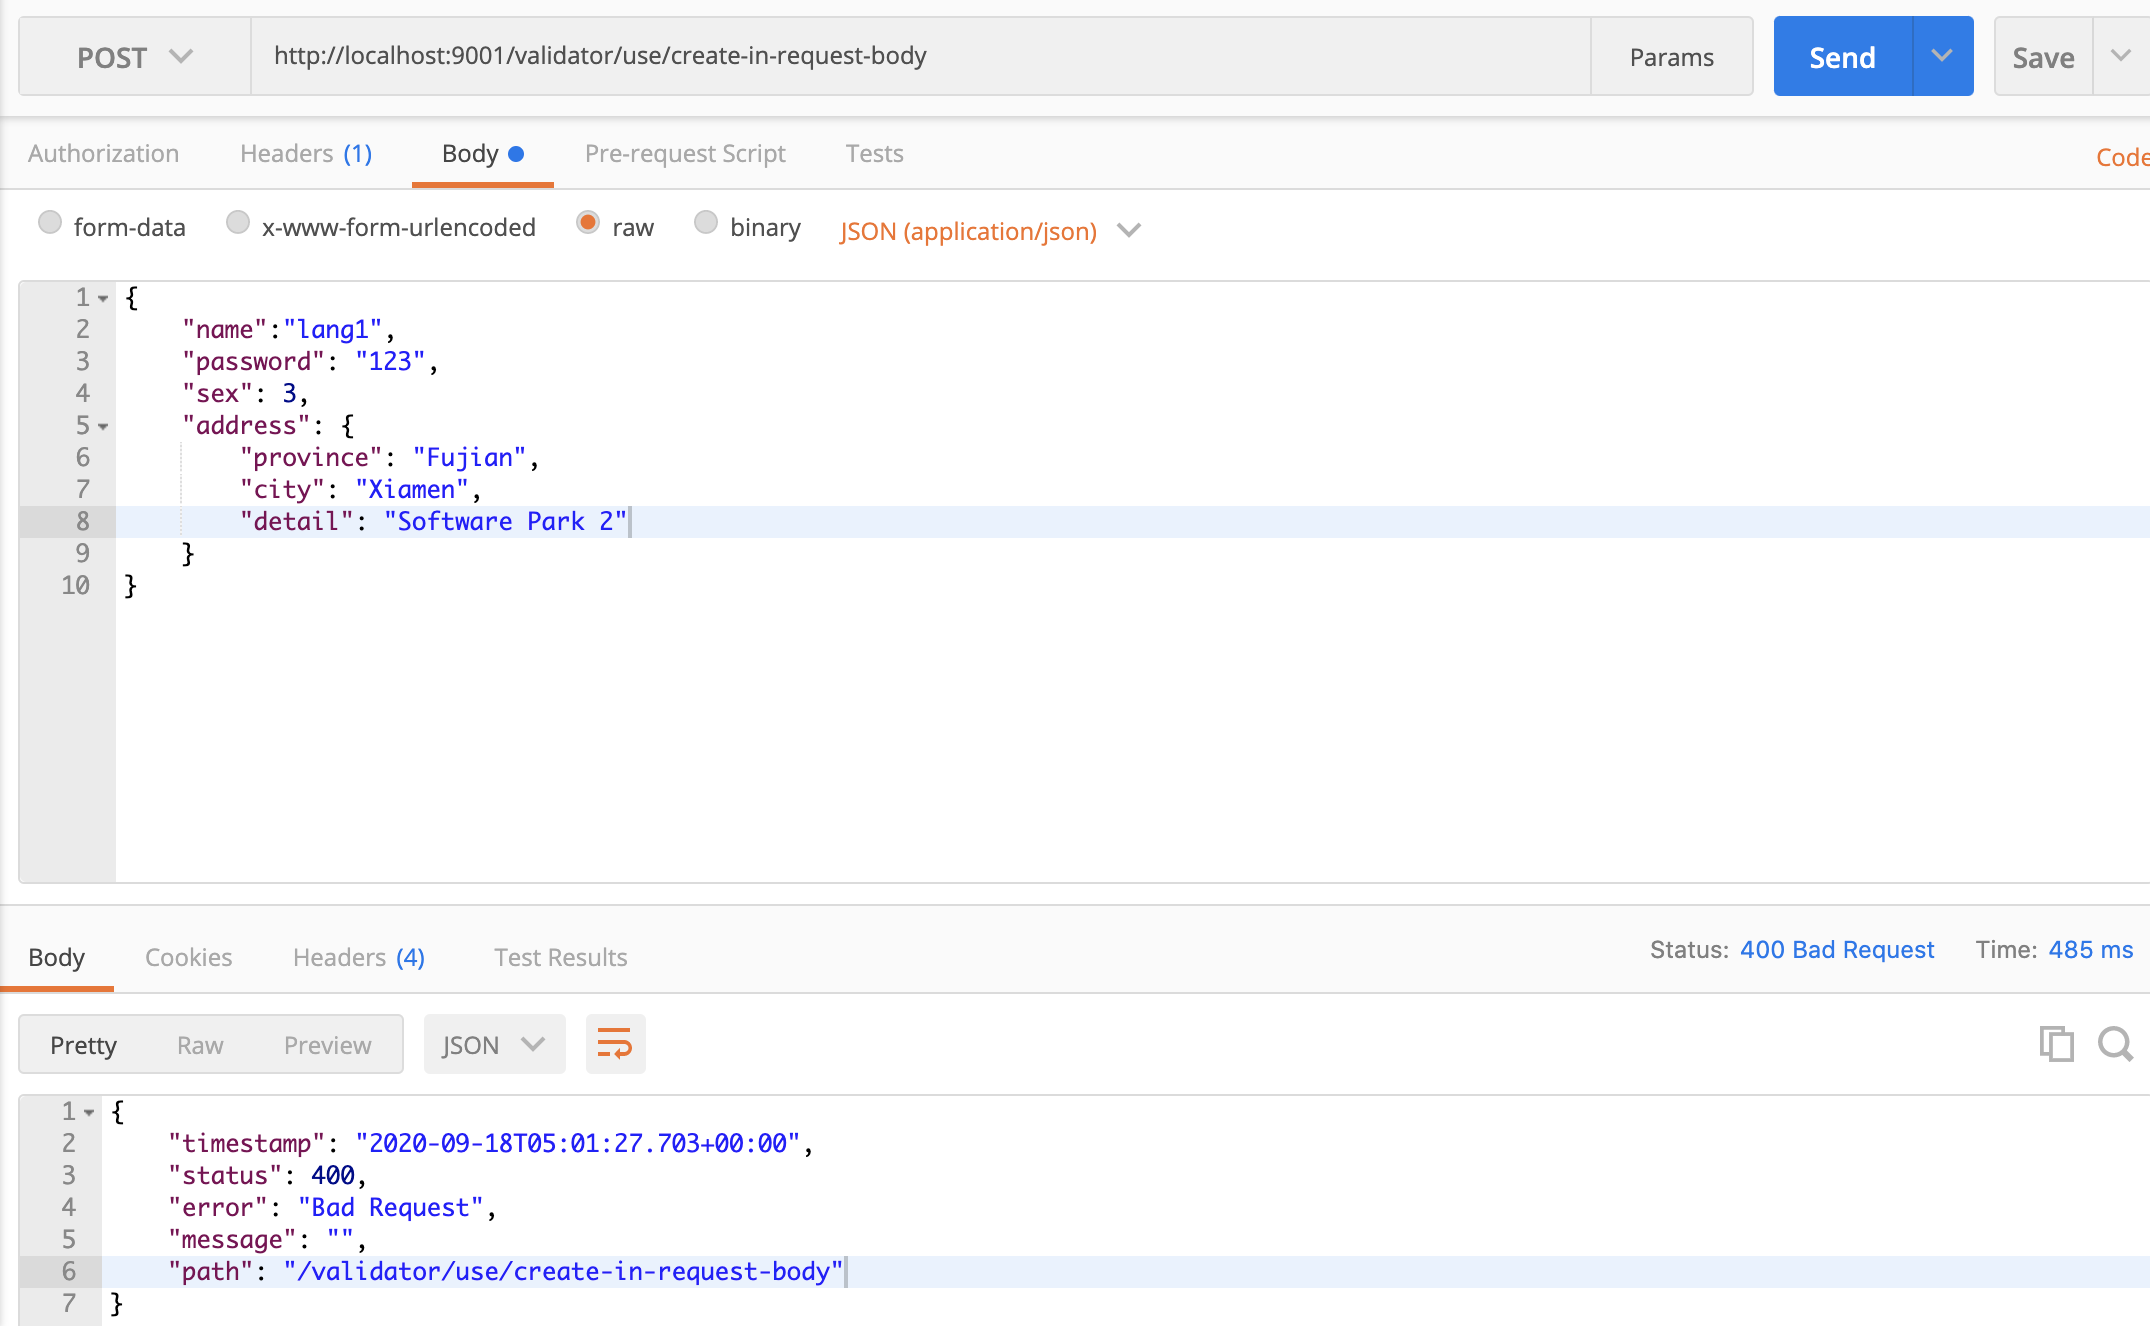 POST http://localhost:9001/validator/use/create-in-request-body Params Send Save
Authorization Headers (1) Body Pre-request Script Tests Code
form-data x-www-form-urlencoded raw binary JSON (application/json)
1 {
2 "name":"lang1",
3 "password": "123",
4 "sex": 3,
5 "address": {
6 "province": "Fujian",
7 "city": "Xiamen",
8 "detail": "Software Park 2"
9 }
10 }
Body Cookies Headers (4) Test Results Status: 400 Bad Request Time: 485 ms
Pretty Raw Preview JSON
1 {
2 "timestamp": "2020-09-18T05:01:27.703+00:00",
3 "status": 400,
4 "error": "Bad Request",
5 "message": "",
6 "path": "/validator/use/create-in-request-body"
7 }